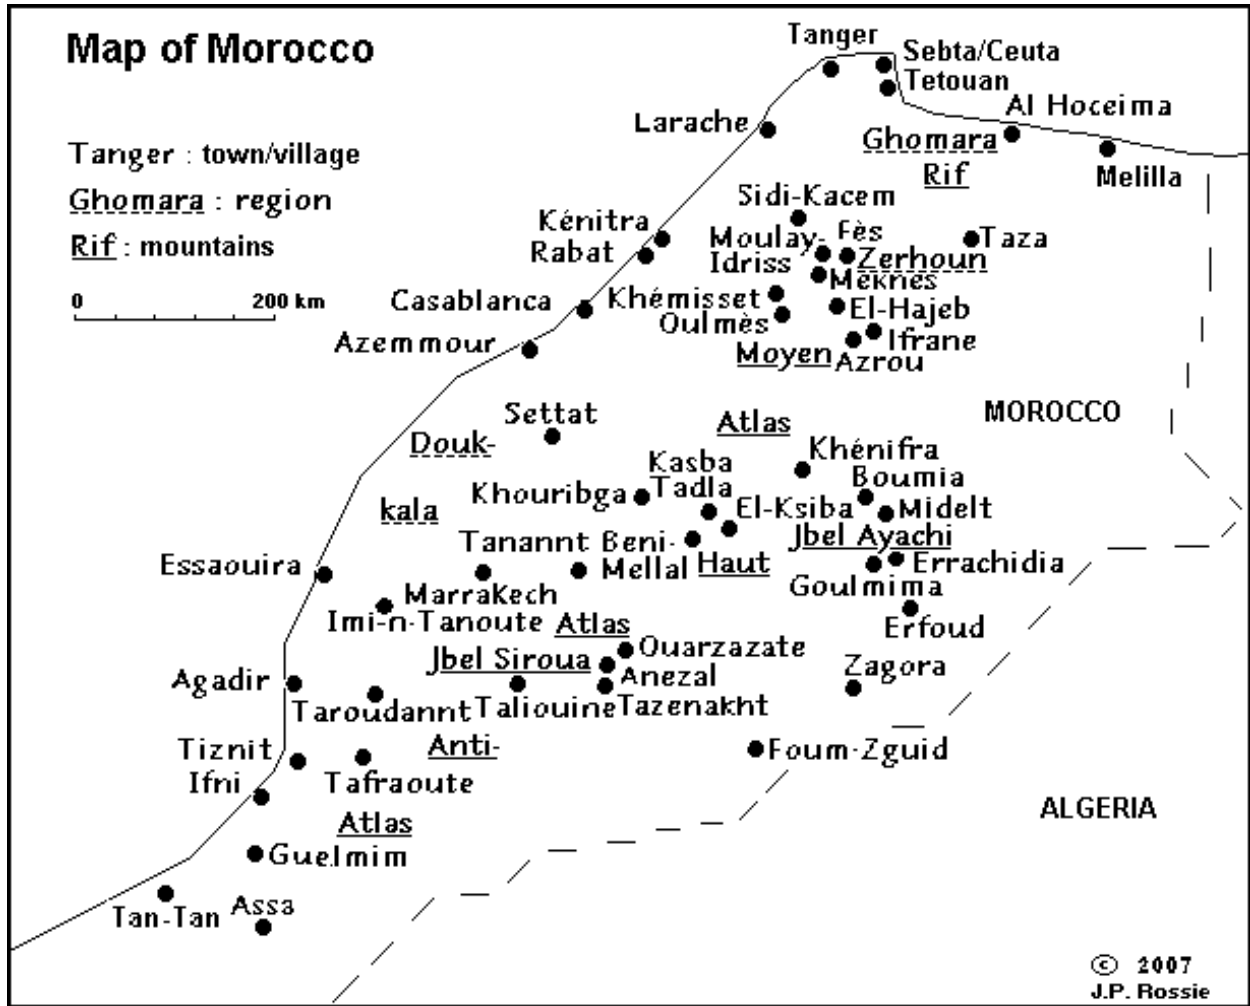 Map of Morocco
Tanger : town/village
Ghomara : region
Rif : mountains
0 200 km
Tanger
Sebta/Ceuta
Tetouan
Al Hoceima
Larache
Ghomara
Rif
Melilla
Sidi-Kacem
Kénitra
Rabat
Moulay-
Idriss
Fès
Zerhoun
Taza
Meknès
Casablanca
Khémisset
Oulmès
El-Hajeb
Ifrane
Azemmour
Moyen
Azrou
MOROCCO
Settat
Atlas
Douk-
Khénifra
Kasba
Tadla
Boumia
Khouribga
kala
El-Ksiba
Midelt
Tanannt
Beni-
Mellal
Jbel Ayachi
Haut
Errachidia
Essaouira
Goulmima
Marrakech
Imi-n-Tanoute
Atlas
Erfoud
Ouarzazate
Jbel Siroua
Anezal
Zagora
Agadir
Taroudannt
Taliouine
Tazenakht
Anti-
Tiznit
Foum-Zguid
Ifni
Tafraoute
ALGERIA
Atlas
Guelmim
Tan-Tan
Assa
© 2007
J.P. Rossie